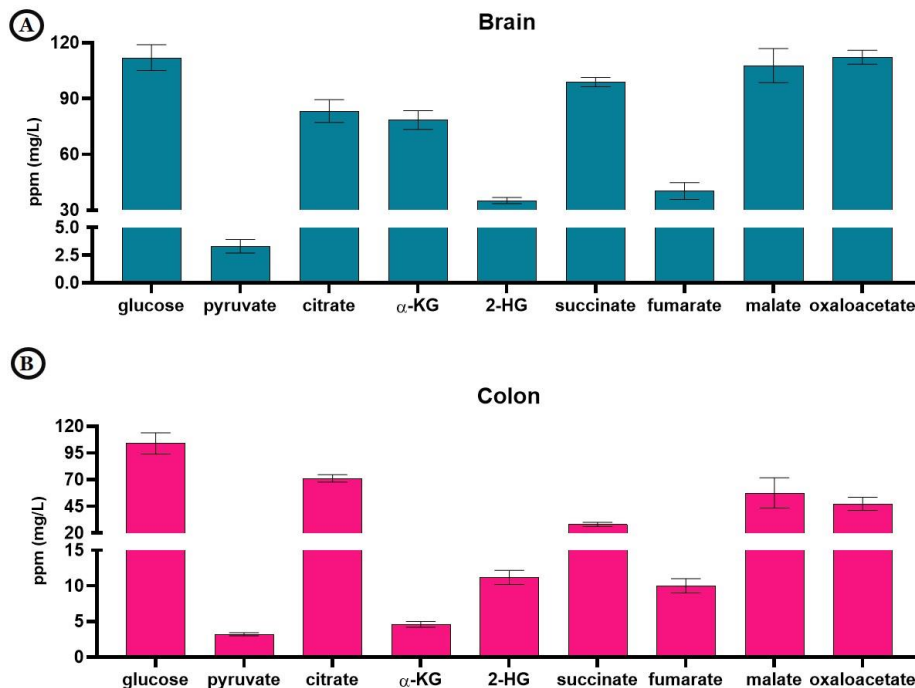 A
Brain
ppm (mg/L)
120
90
60
30
5.0
2.5
0.0
glucose pyruvate citrate α-KG 2-HG succinate fumarate malate oxaloacetate
B
Colon
ppm (mg/L)
120
95
70
45
20
15
10
5
0
glucose pyruvate citrate α-KG 2-HG succinate fumarate malate oxaloacetate